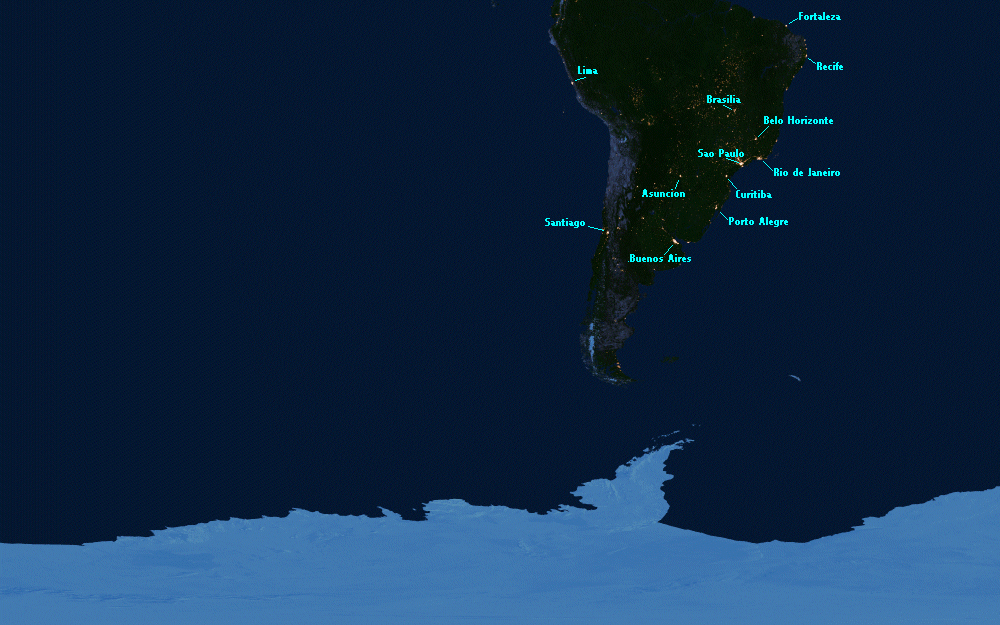 Fortaleza
Recife
Lima
Brasilia
Belo Horizonte
Sao Paulo
Rio de Janeiro
Asuncion
Curitiba
Santiago
Porto Alegre
Buenos Aires